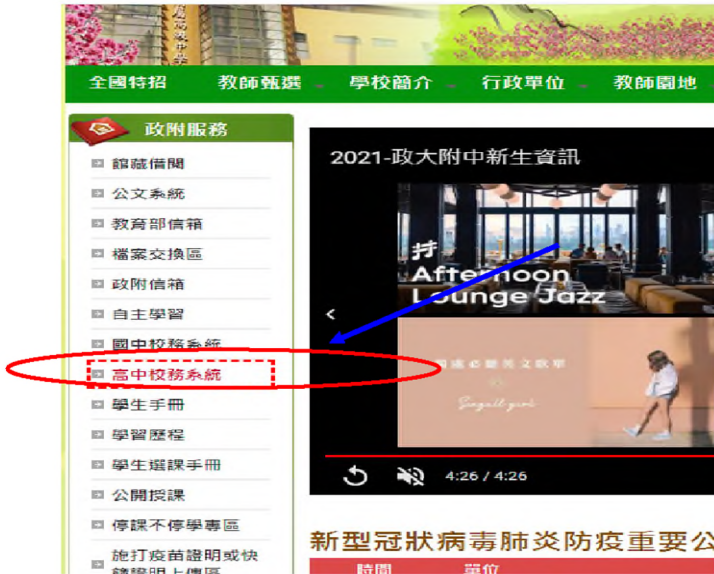 全國特招 教師甄選 學校簡介 行政單位 教師園地
政附服務
館藏借閱
公文系統
教育部信箱
檔案交換區
政附信箱
自主學習
國中校務系統
高中校務系統
學生手冊
學習歷程
學生選課手冊
公開授課
停課不停學專區
施打疫苗證明或快
2021-政大附中新生資訊
Afternoon
Lounge Jazz
4:26 / 4:26
新型冠狀病毒肺炎防疫重要公
時間 單位